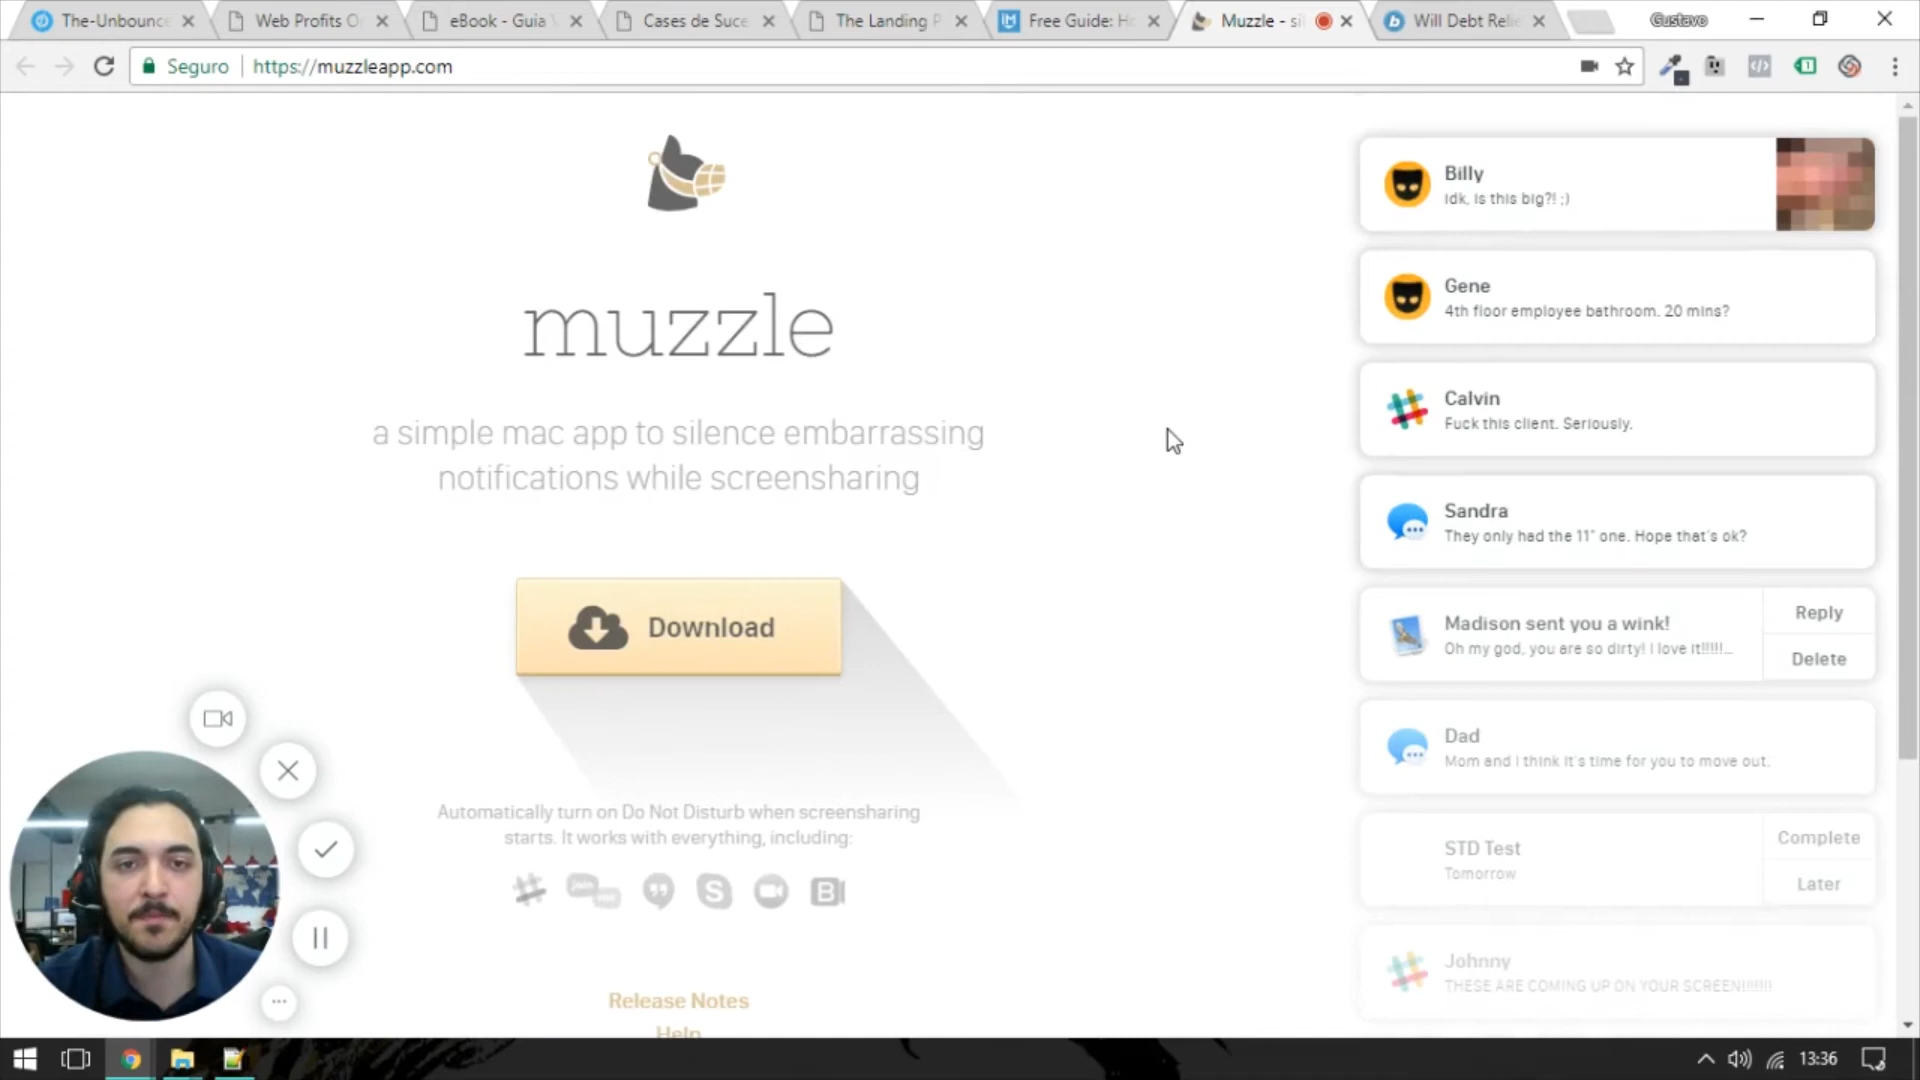 The-Unbounce
Web Profits O
eBook - Guia
Cases de Suce
The Landing P
Free Guide: Ho
Muzzle - sil
Will Debt Relie
Gustavo
Seguro
https://muzzleapp.com
muzzle
a simple mac app to silence embarrassing
notifications while screensharing
Download
Automatically turn on Do Not Disturb when screensharing
starts. It works with everything, including:
join
me
S
B
Release Notes
Help
Billy
idk, is this big?! ;)
Gene
4th floor employee bathroom. 20 mins?
Calvin
Fuck this client. Seriously.
Sandra
They only had the 11" one. Hope that's ok?
Madison sent you a wink!
Oh my god, you are so dirty! I love it!!!!!...
Reply
Delete
Dad
Mom and I think it's time for you to move out.
STD Test
Tomorrow
Complete
Later
Johnny
THESE ARE COMING UP ON YOUR SCREEN!!!!!!!
13:36